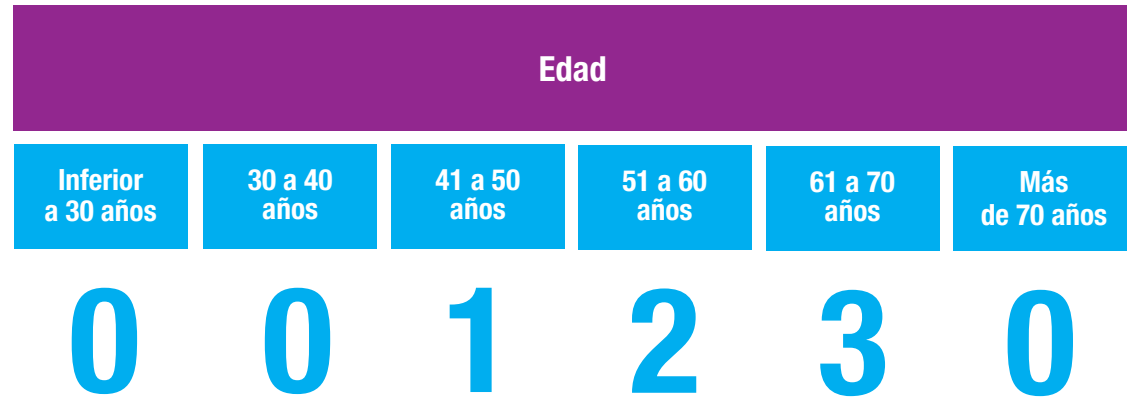 Edad
Inferior
a 30 años
30 a 40
años
41 a 50
años
51 a 60
años
61 a 70
años
Más
de 70 años
0 0 1 2 3 0